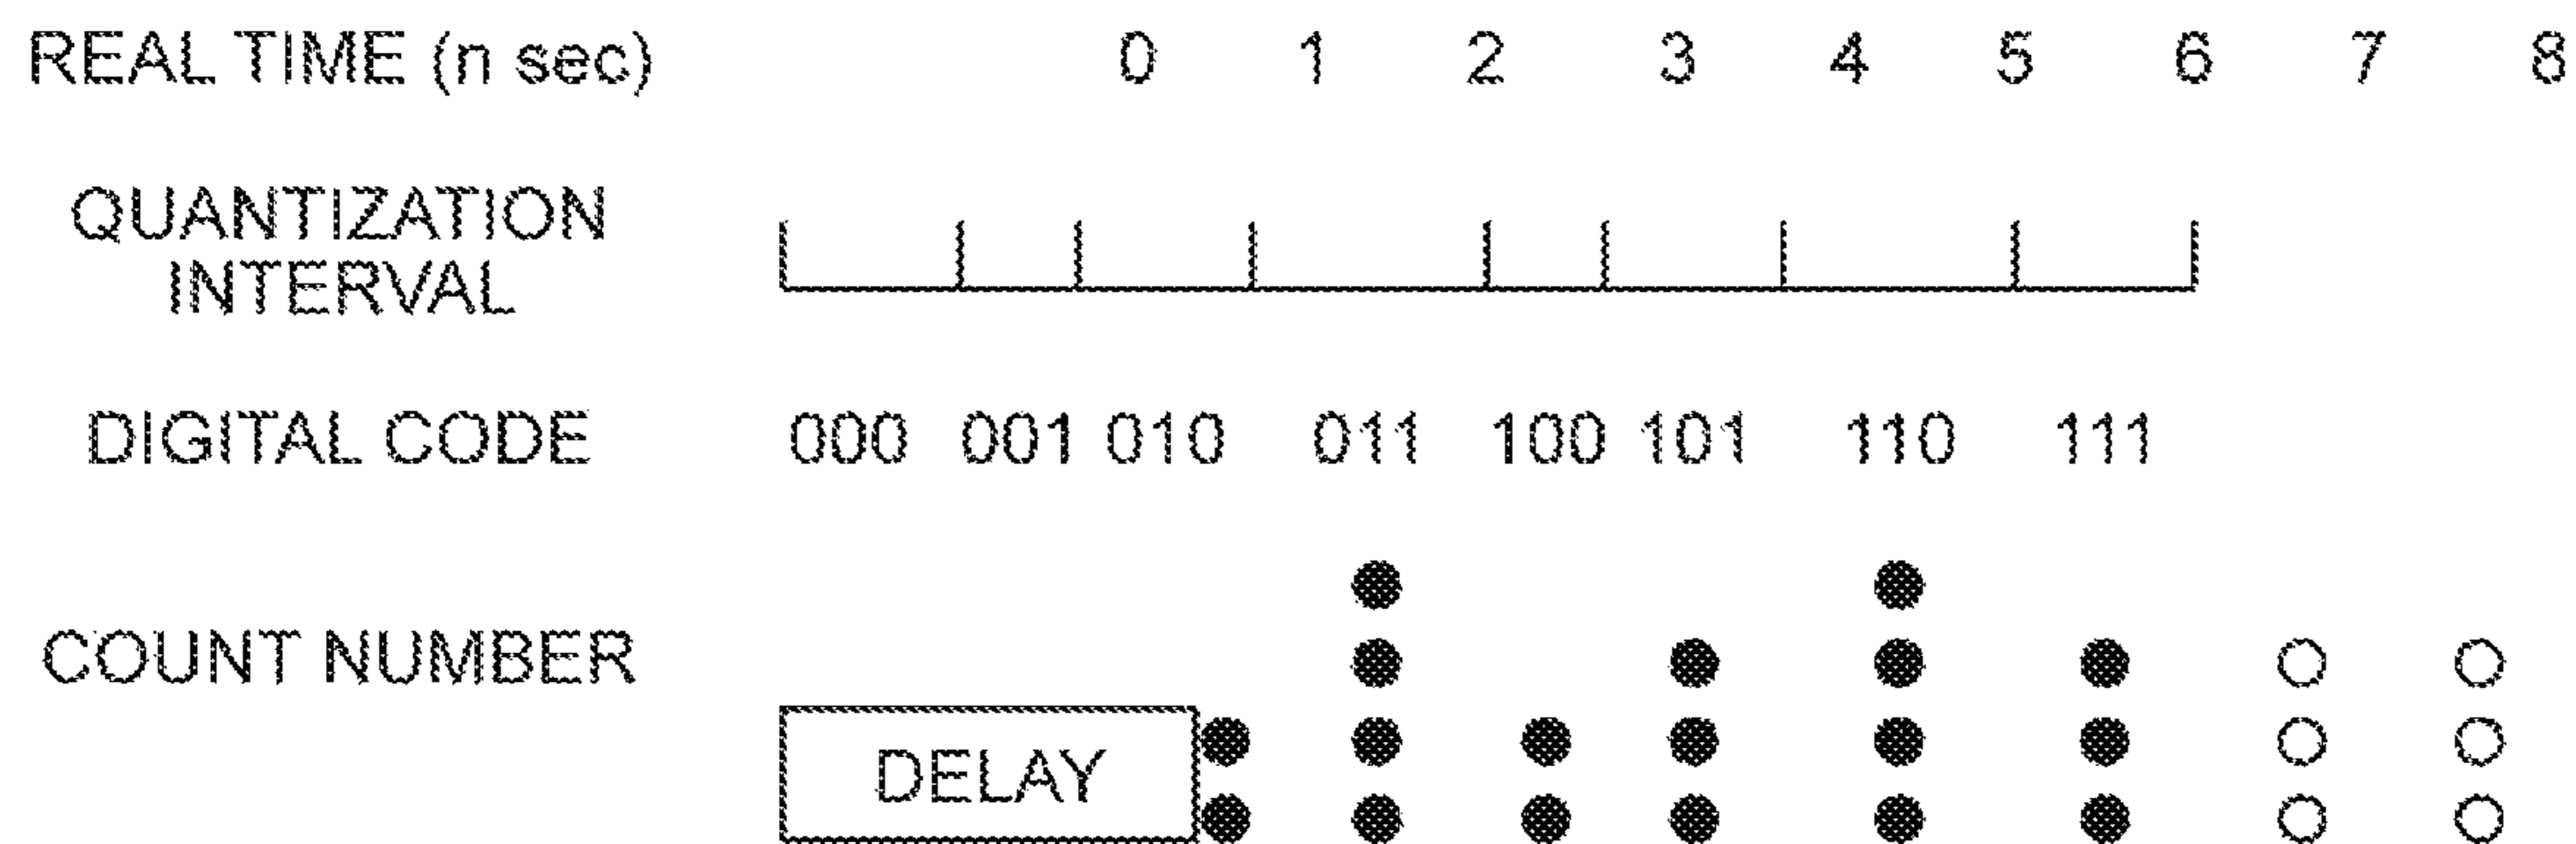 REAL TIME (n sec) 0 1 2 3 4 5 6 7 8
QUANTIZATION
INTERVAL
DIGITAL CODE 000 001 010 011 100 101 110 111
COUNT NUMBER
DELAY